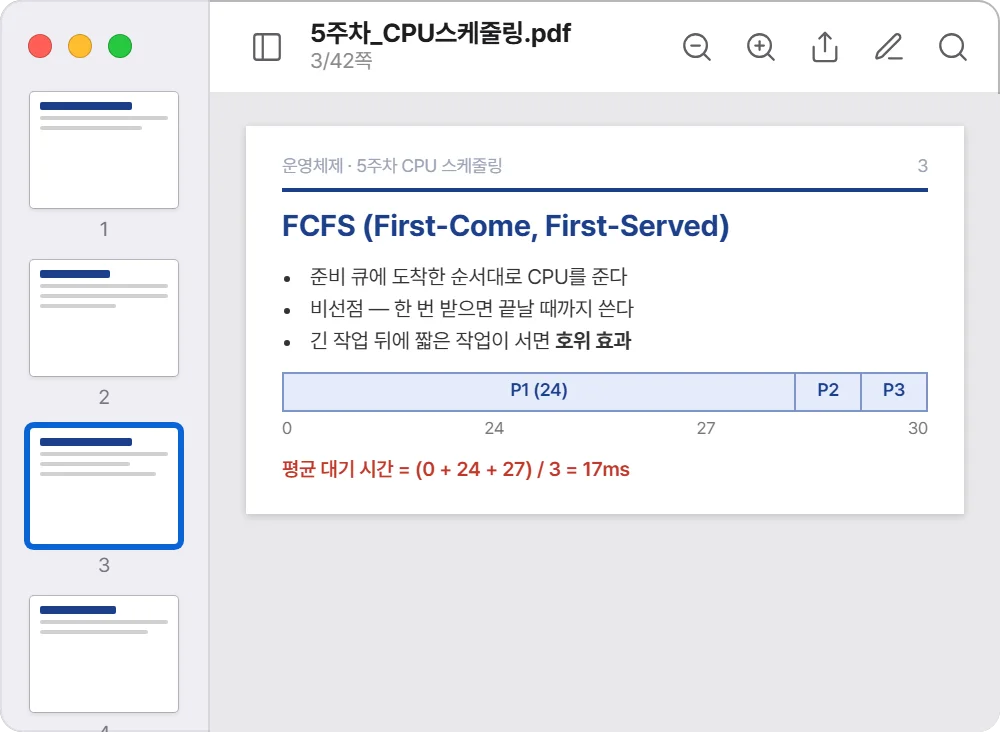 5주차_CPU스케줄링.pdf
3/42쪽
1
2
3
운영체제 · 5주차 CPU 스케줄링
3
FCFS (First-Come, First-Served)
• 준비 큐에 도착한 순서대로 CPU를 준다
• 비선점 — 한 번 받으면 끝날 때까지 쓴다
• 긴 작업 뒤에 짧은 작업이 서면 호위 효과
P1 (24) P2 P3
0 24 27 30
평균 대기 시간 = (0 + 24 + 27) / 3 = 17ms